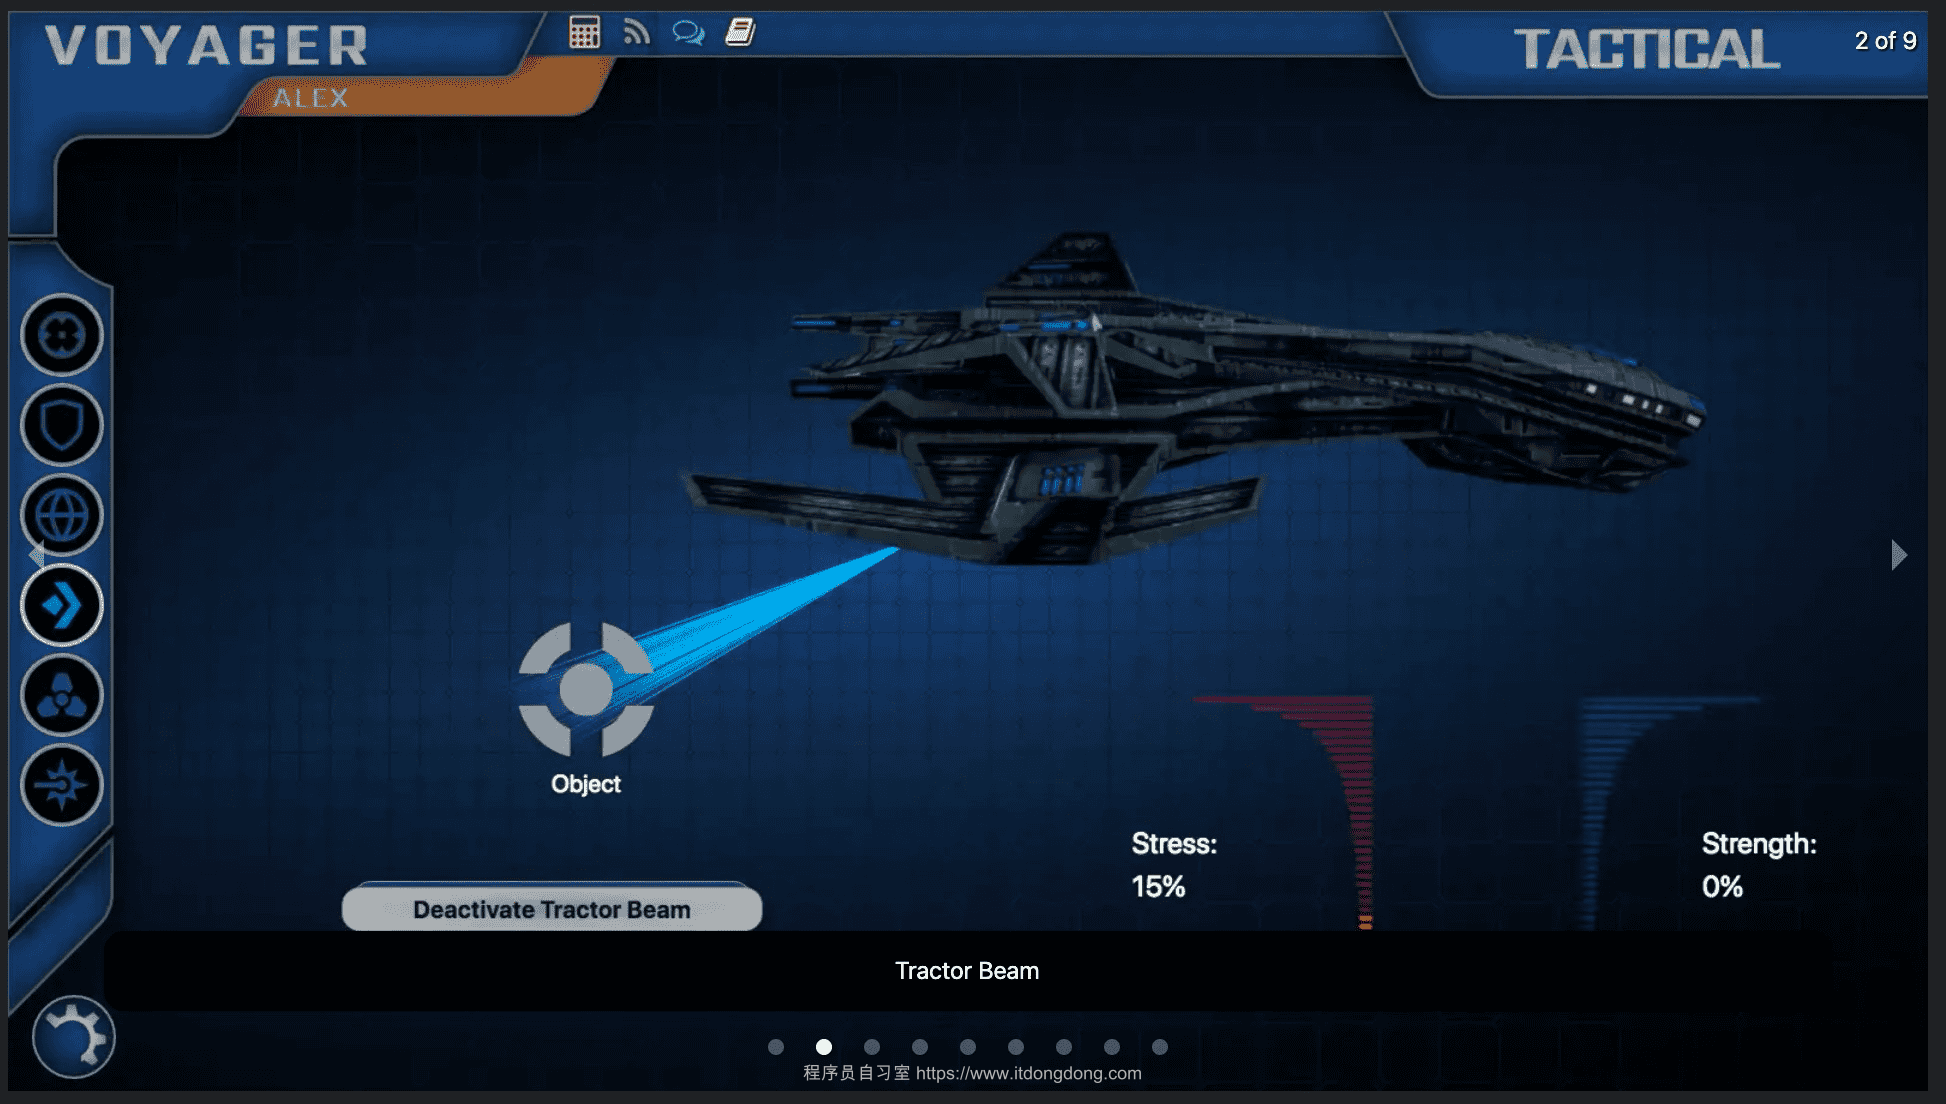 VOYAGER
TACTICAL
2 of 9
ALEX
Object
Stress:
15%
Strength:
0%
Deactivate Tractor Beam
Tractor Beam
程序员自习室 https://www.itdongdong.com